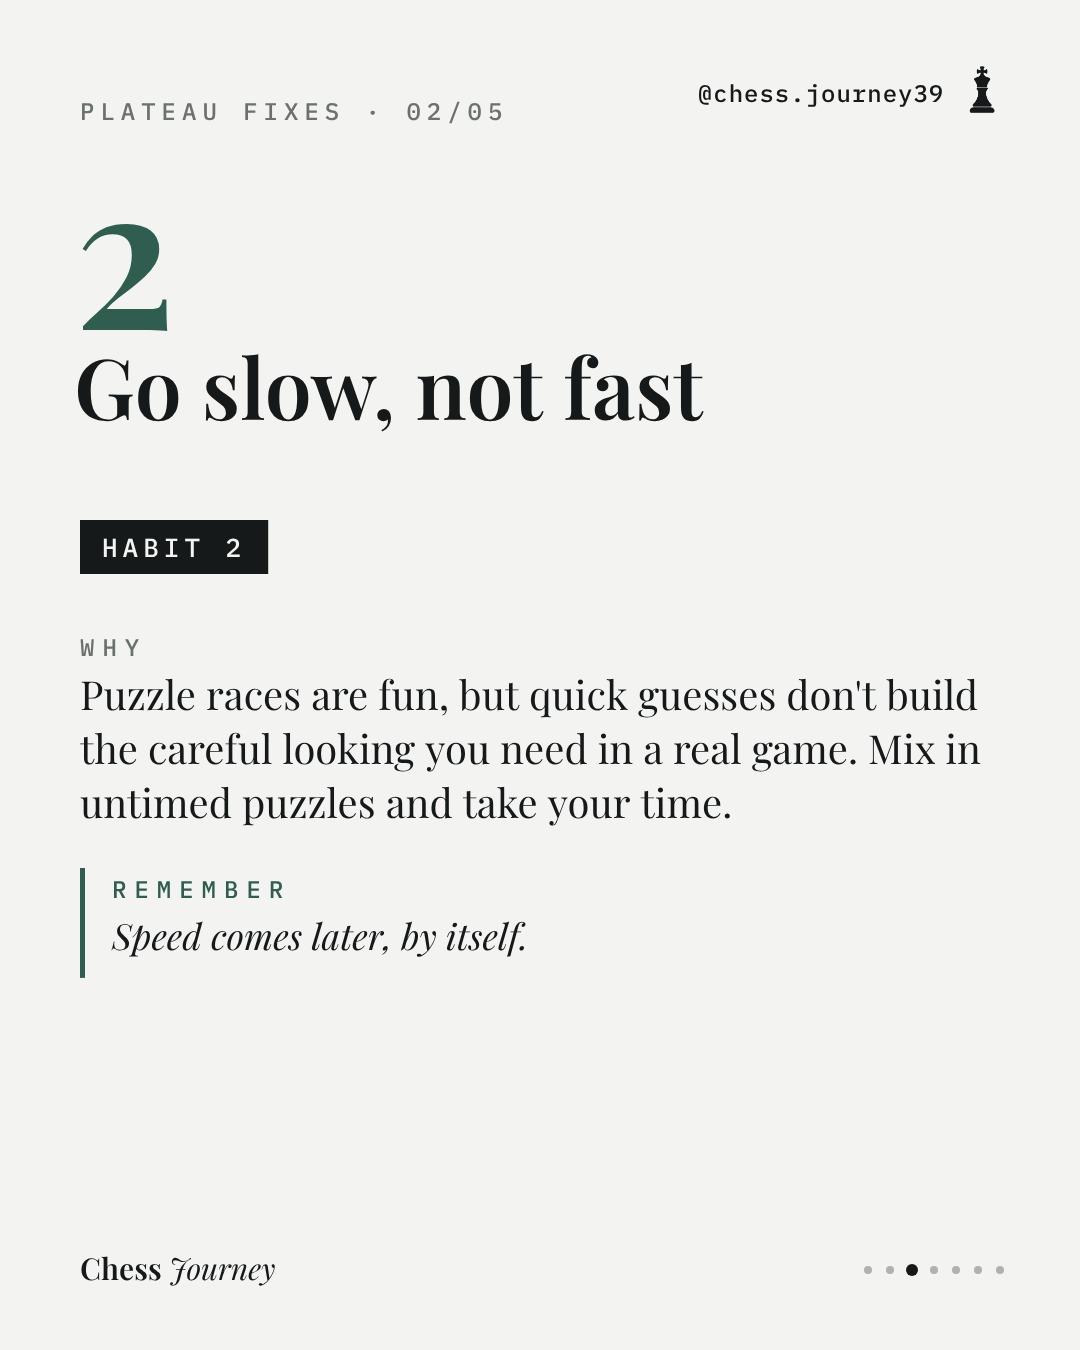 PLATEAU FIXES · 02/05
@chess.journey39
2
Go slow, not fast
HABIT 2
WHY
Puzzle races are fun, but quick guesses don't build
the careful looking you need in a real game. Mix in
untimed puzzles and take your time.
REMEMBER
Speed comes later, by itself.
Chess Journey